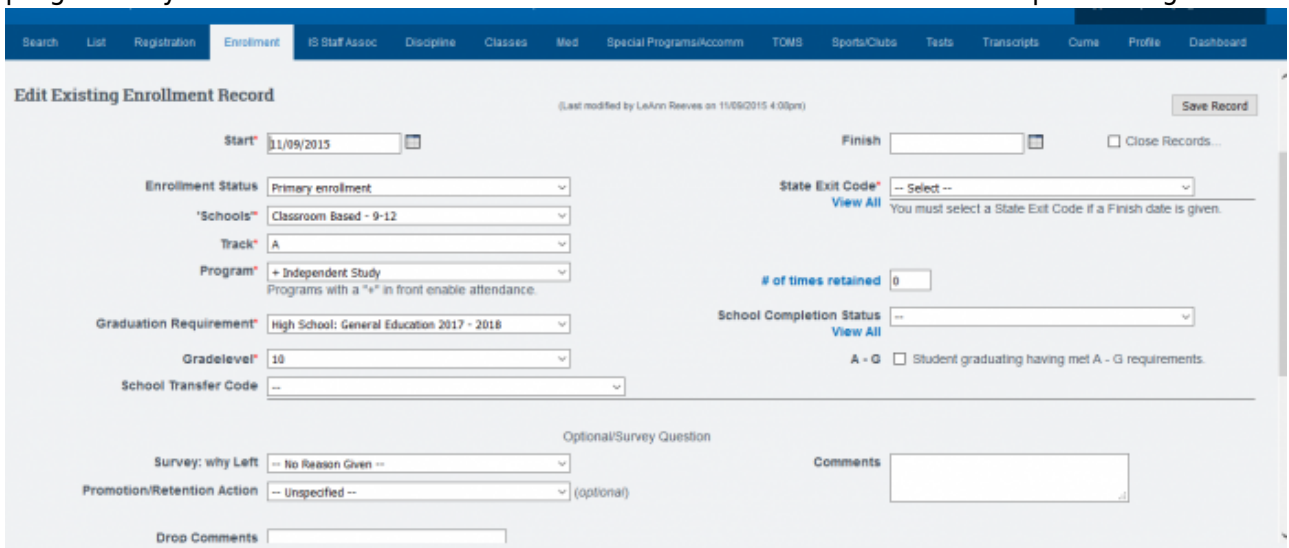 Search List Registration Enrollment IS Staff Assoc Discipline Classes Med Special Programs/Accomm TOMS Sports/Clubs Tests Transcripts Cume Profile Dashboard
Edit Existing Enrollment Record
(Last modified by LeAnn Reeves on 11/09/2015 4:00pm)
Save Record
Start* 11/09/2015 Finish Close Records...
Enrollment Status Primary enrollment State Exit Code* -- Select --
View All You must select a State Exit Code if a Finish date is given.
'Schools'* Classroom Based - 9-12
Track* A
Program* + Independent Study
Programs with a "+" in front enable attendance.
# of times retained 0
Graduation Requirement* High School: General Education 2017 - 2018 School Completion Status --
View All
Gradelevel* 10 A - G Student graduating having met A - G requirements.
School Transfer Code --
Optional/Survey Question
Survey: why Left -- No Reason Given -- Comments
Promotion/Retention Action -- Unspecified -- (optional)
Drop Comments